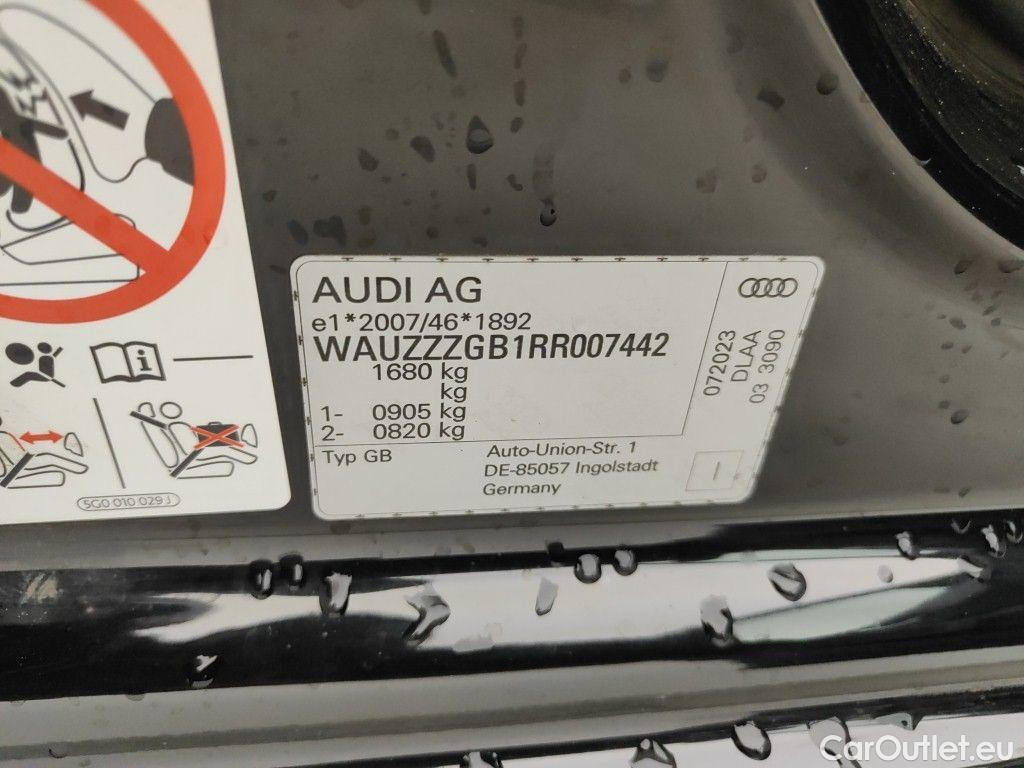 AUDI AG
e1*2007/46*1892
WAUZZZGB1RR007442
1680 kg
kg
1- 0905 kg
2- 0820 kg
Typ GB
Auto-Union-Str. 1
DE-85057 Ingolstadt
Germany
072023
DLAA
03 3090
5G0 010 029 J
CarOutlet.eu